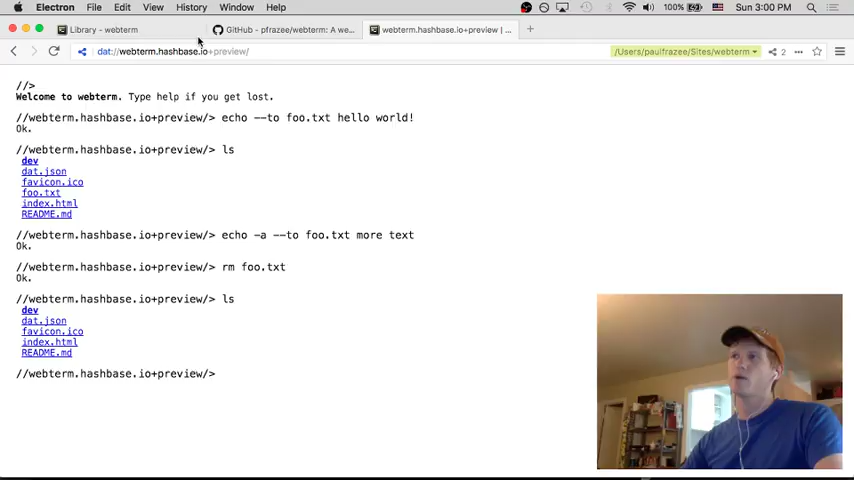 Electron File Edit View History Window Help 100% Sun 3:00 PM
Library - webterm
GitHub - pfrazee/webterm: A we...
webterm.hashbase.io+preview | ...
dat://webterm.hashbase.io+preview/
/Users/paulfrazee/Sites/webterm
2
//>
Welcome to webterm. Type help if you get lost.
//webterm.hashbase.io+preview/> echo --to foo.txt hello world!
Ok.
//webterm.hashbase.io+preview/> ls
dev
dat.json
favicon.ico
foo.txt
index.html
README.md
//webterm.hashbase.io+preview/> echo -a --to foo.txt more text
Ok.
//webterm.hashbase.io+preview/> rm foo.txt
Ok.
//webterm.hashbase.io+preview/> ls
dev
dat.json
favicon.ico
index.html
README.md
//webterm.hashbase.io+preview/>